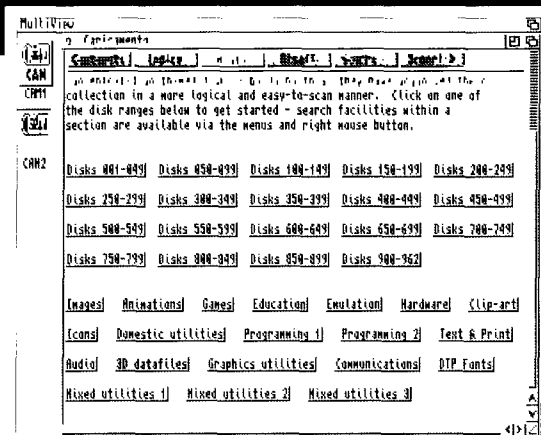 MultiView
CAM
CAM1
CAM2
Contents Index Browse
collection in a more logical and easy-to-scan manner. Click on one of
the disk ranges below to get started - search facilities within a
section are available via the menus and right mouse button.
Disks 001-049 Disks 050-099 Disks 100-149 Disks 150-199 Disks 200-249
Disks 250-299 Disks 300-349 Disks 350-399 Disks 400-449 Disks 450-499
Disks 500-549 Disks 550-599 Disks 600-649 Disks 650-699 Disks 700-749
Disks 750-799 Disks 800-849 Disks 850-899 Disks 900-962
Images Animations Games Education Emulation Hardware Clip-art
Icons Domestic utilities Programming 1 Programming 2 Text & Print
Audio 3D datafiles Graphics utilities Communications DTP Fonts
Mixed utilities 1 Mixed utilities 2 Mixed utilities 3